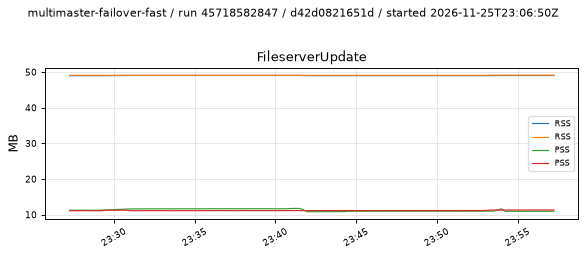 multimaster-failover-fast / run 45718582847 / d42d0821651d / started 2026-11-25T23:06:50Z
FileserverUpdate
MB
50
40
30
20
10
RSS
RSS
PSS
PSS
23:30
23:35
23:40
23:45
23:50
23:55